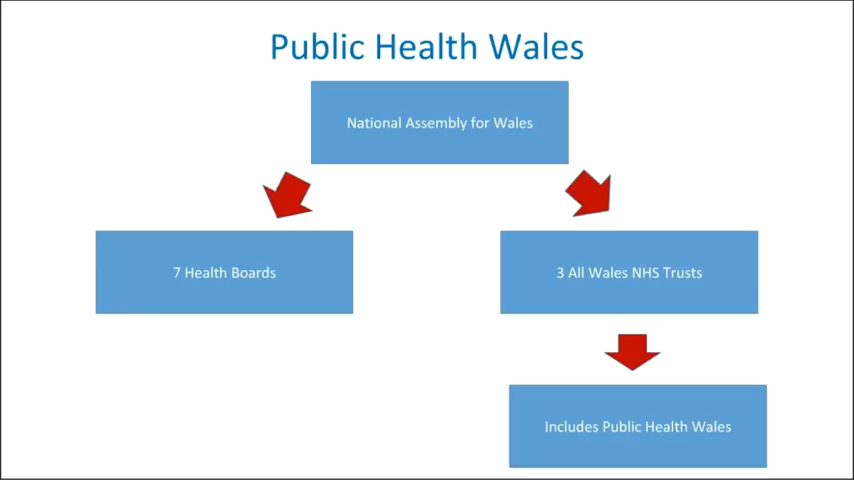 Public Health Wales
National Assembly for Wales
7 Health Boards
3 All Wales NHS Trusts
Includes Public Health Wales